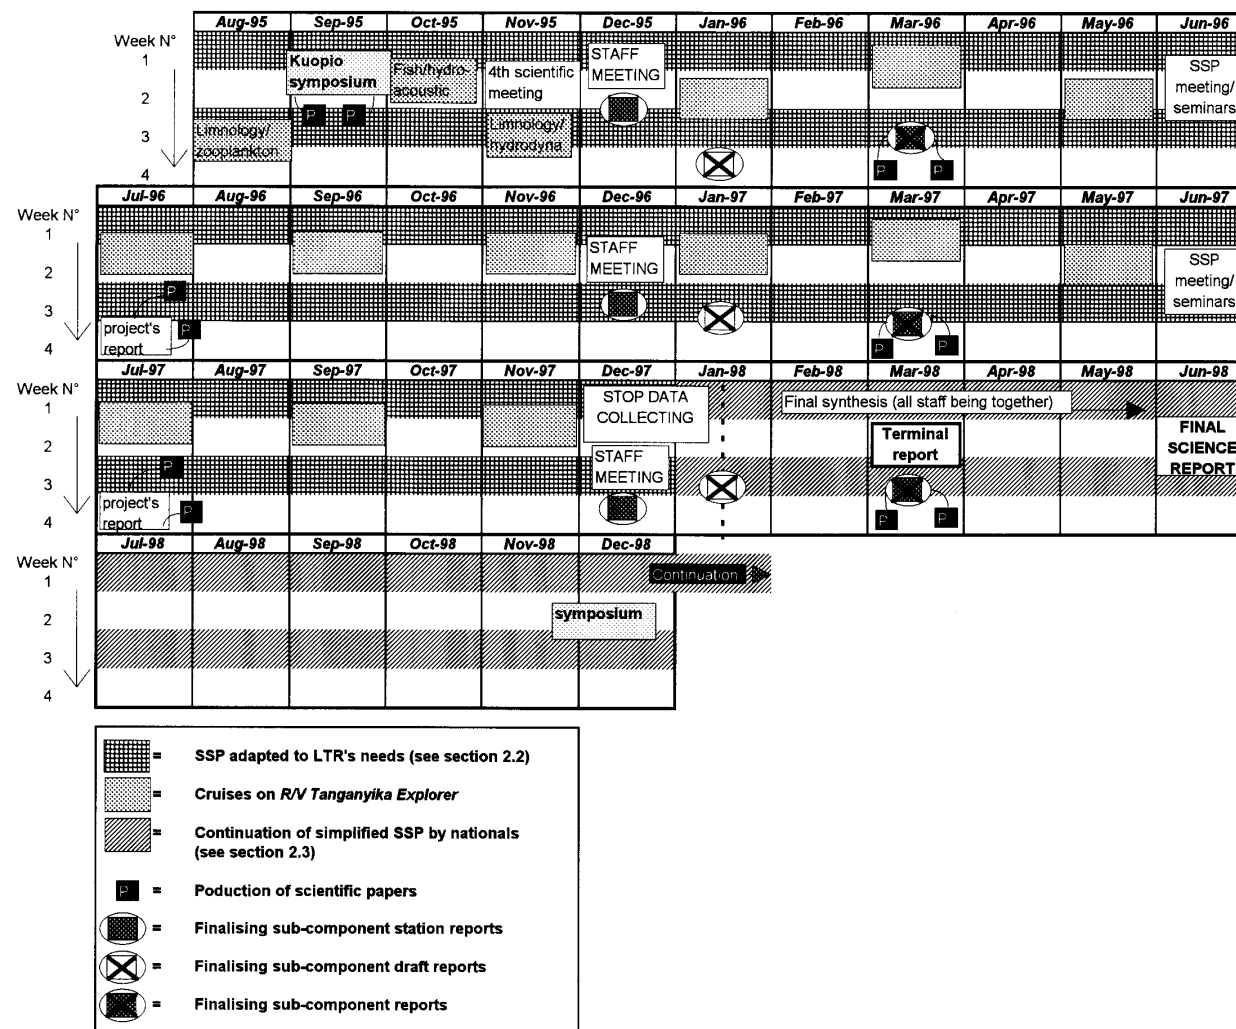 Aug-95 Sep-95 Oct-95 Nov-95 Dec-95 Jan-96 Feb-96 Mar-96 Apr-96 May-96 Jun-96
Week N°
1
2
3
4
Kuopio
symposium
Fish/hydro-
acoustic
4th scientific
meeting
STAFF
MEETING
SSP
meeting/
seminars
P P
Limnology/
zooplankton
Limnology/
hydrodyna
P P
Jul-96 Aug-96 Sep-96 Oct-96 Nov-96 Dec-96 Jan-97 Feb-97 Mar-97 Apr-97 May-97 Jun-97
Week N°
1
2
3
4
STAFF
MEETING
SSP
meeting/
seminars
P
project's
report
P
P P
Jul-97 Aug-97 Sep-97 Oct-97 Nov-97 Dec-97 Jan-98 Feb-98 Mar-98 Apr-98 May-98 Jun-98
Week N°
1
2
3
4
STOP DATA
COLLECTING
Final synthesis (all staff being together)
STAFF
MEETING
Terminal
report
FINAL
SCIENCE
REPORT
P
project's
report
P
P P
Jul-98 Aug-98 Sep-98 Oct-98 Nov-98 Dec-98
Week N°
1
2
3
4
Continuation
symposium
= SSP adapted to LTR's needs (see section 2.2)
= Cruises on R/V Tanganyika Explorer
= Continuation of simplified SSP by nationals
(see section 2.3)
P = Poduction of scientific papers
= Finalising sub-component station reports
= Finalising sub-component draft reports
= Finalising sub-component reports